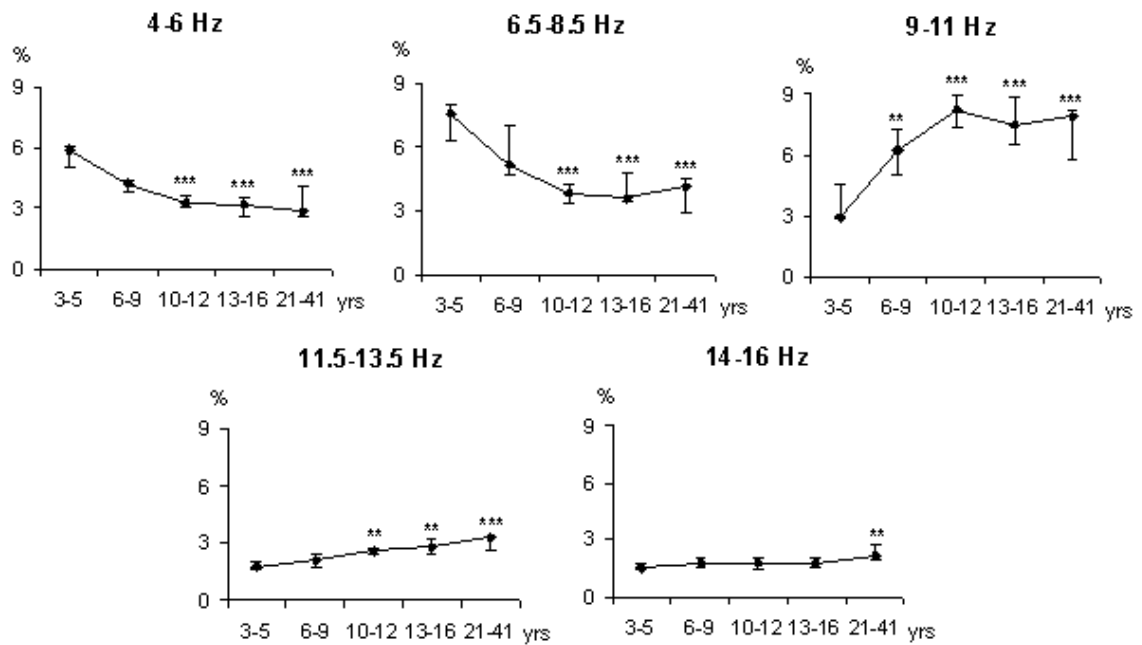 4-6 Hz
%
9
6
3
0
*** *** ***
3-5 6-9 10-12 13-16 21-41 yrs
6.5-8.5 Hz
%
9
6
3
0
*** *** ***
3-5 6-9 10-12 13-16 21-41 yrs
9-11 Hz
%
9
6
3
0
** *** *** ***
3-5 6-9 10-12 13-16 21-41 yrs
11.5-13.5 Hz
%
9
6
3
0
** ** ***
3-5 6-9 10-12 13-16 21-41 yrs
14-16 Hz
%
9
6
3
0
**
3-5 6-9 10-12 13-16 21-41 yrs